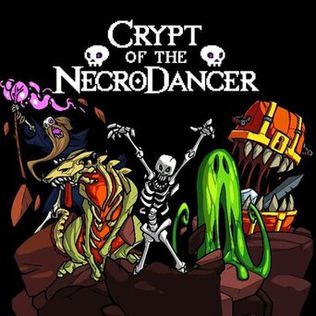 CRYPT
OF THE
NECRODANCER